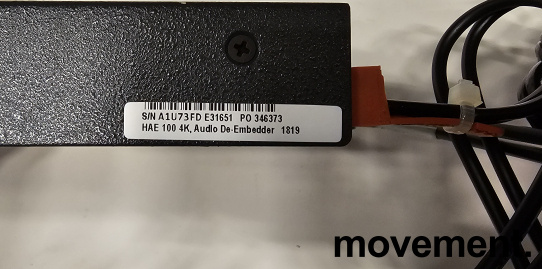 S/N A1U73FD E31651 PO 346373
HAE 100 4K, Audio De-Embedder 1819
movement.